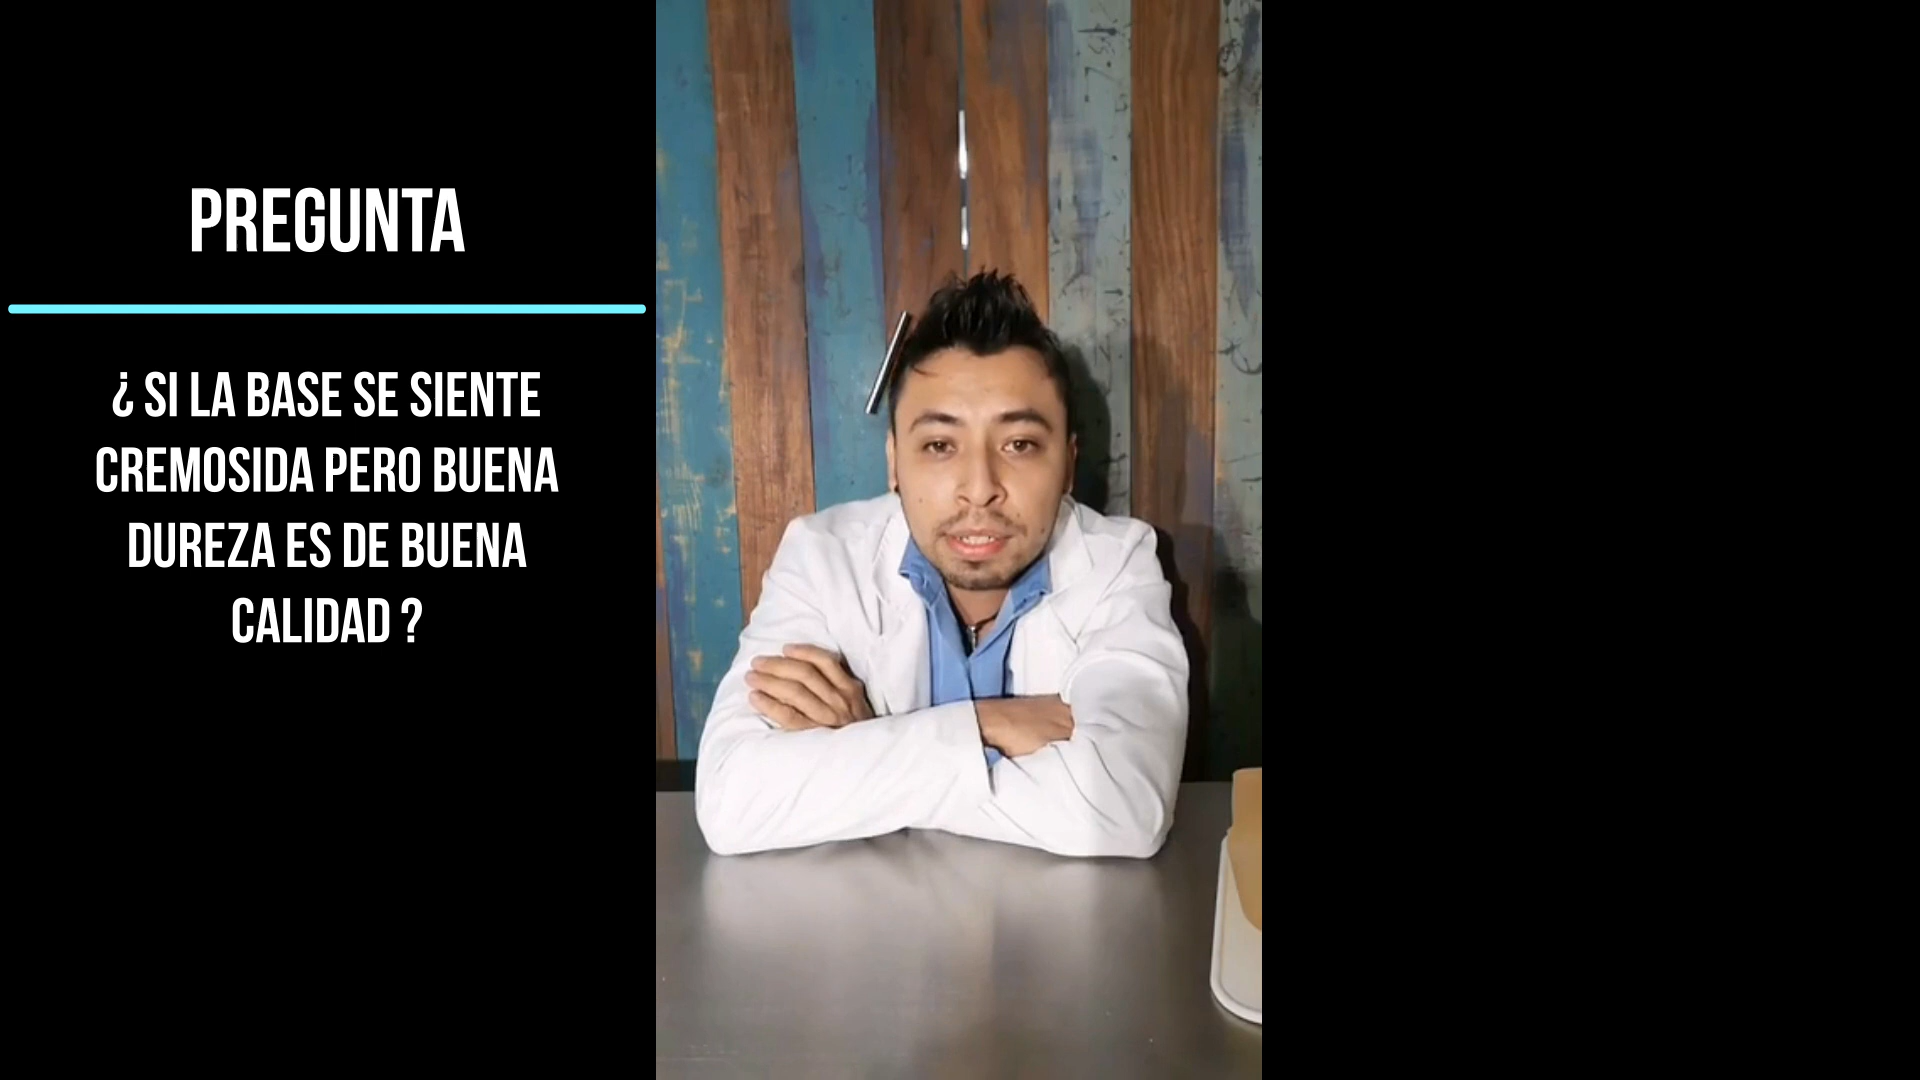 PREGUNTA
¿ SI LA BASE SE SIENTE
CREMOSIDA PERO BUENA
DUREZA ES DE BUENA
CALIDAD ?